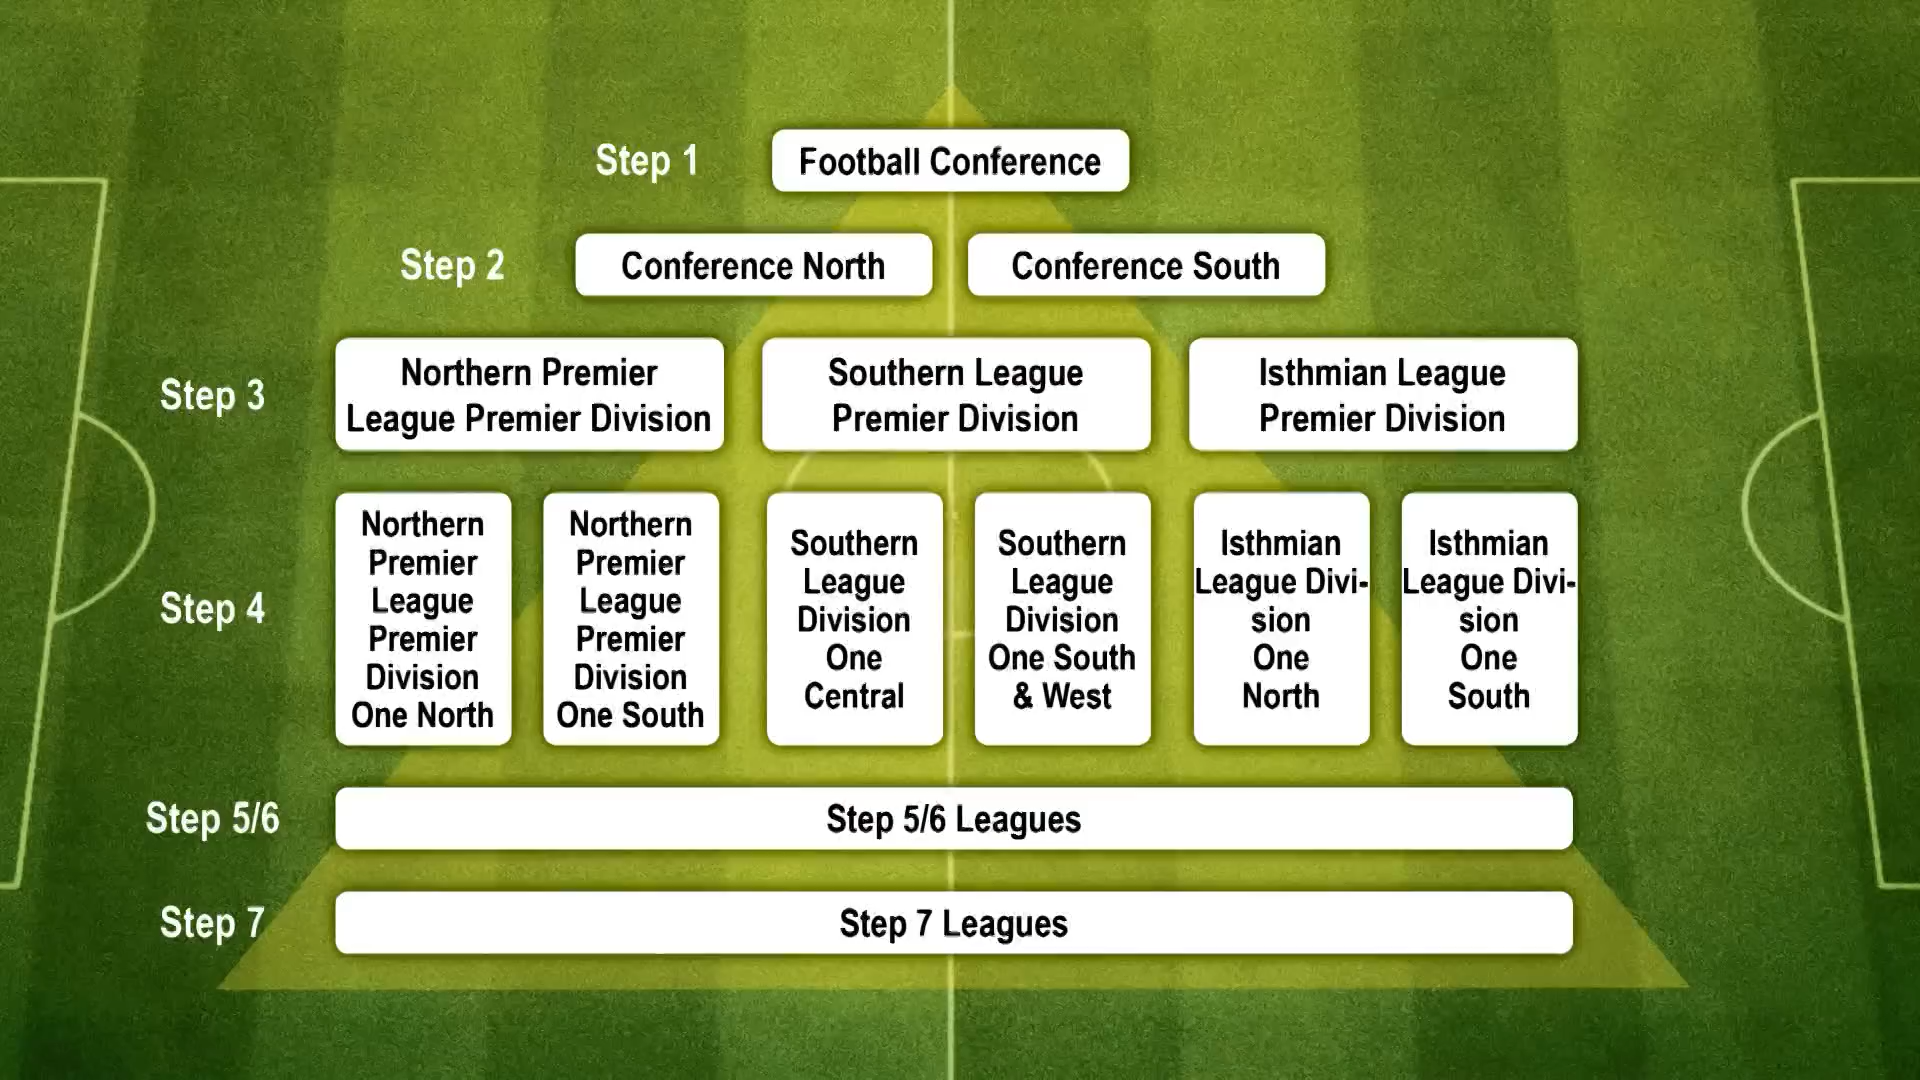 Step 1
Football Conference
Step 2
Conference North
Conference South
Step 3
Northern Premier
League Premier Division
Southern League
Premier Division
Isthmian League
Premier Division
Step 4
Northern
Premier
League
Premier
Division
One North
Northern
Premier
League
Premier
Division
One South
Southern
League
Division
One
Central
Southern
League
Division
One South
& West
Isthmian
League Divi-
sion
One
North
Isthmian
League Divi-
sion
One
South
Step 5/6
Step 5/6 Leagues
Step 7
Step 7 Leagues